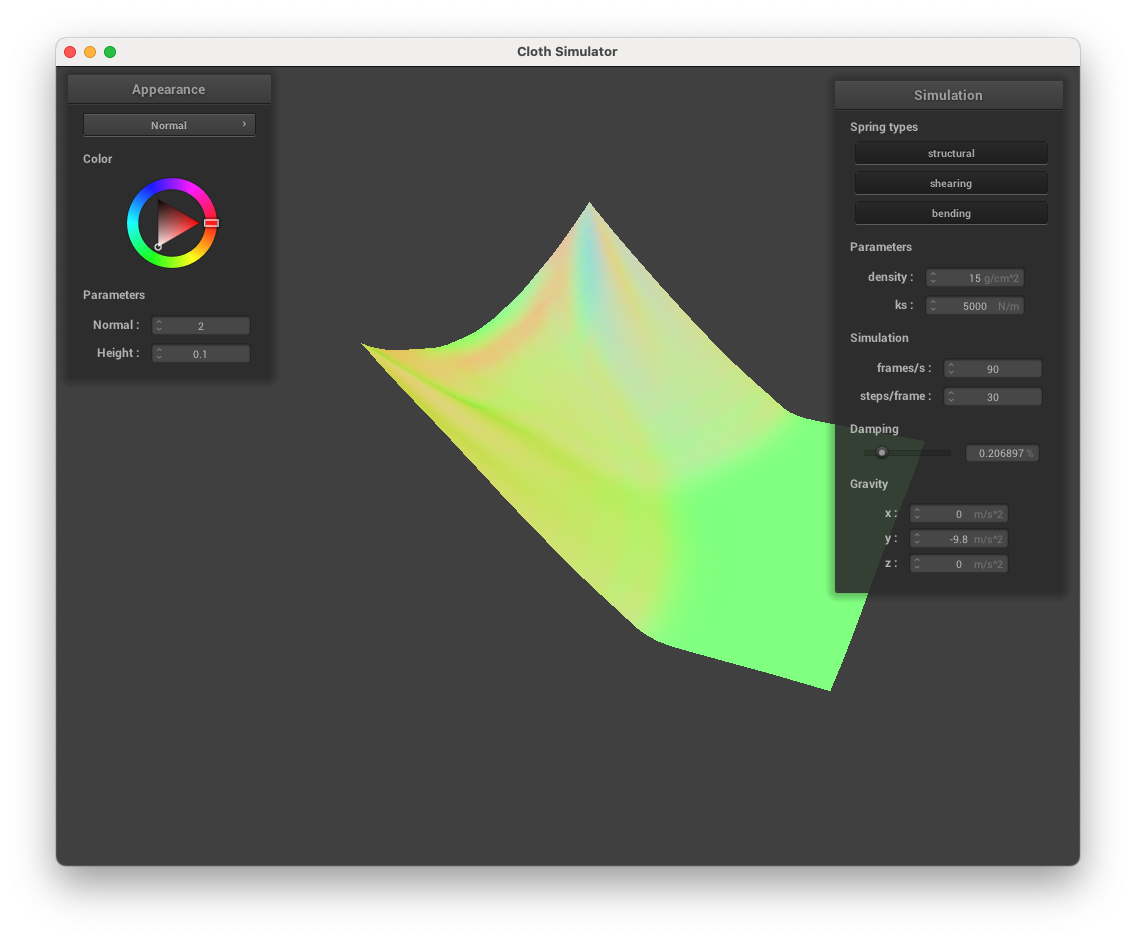 Cloth Simulator
Appearance
Normal
Color
Parameters
Normal : 2
Height : 0.1
Simulation
Spring types
structural
shearing
bending
Parameters
density : 15 g/cm^2
ks : 5000 N/m
Simulation
frames/s : 90
steps/frame : 30
Damping
0.206897 %
Gravity
x : 0 m/s^2
y : -9.8 m/s^2
z : 0 m/s^2